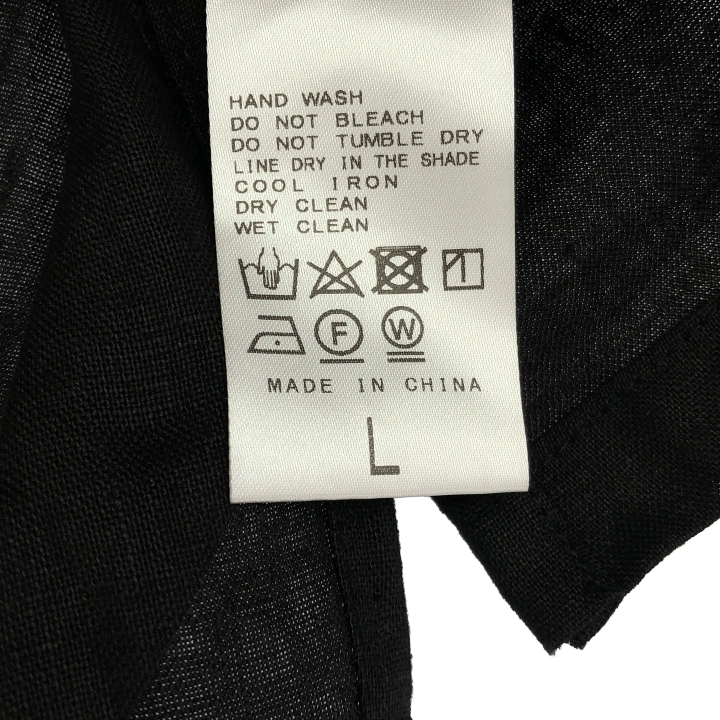 HAND WASH
DO NOT BLEACH
DO NOT TUMBLE DRY
LINE DRY IN THE SHADE
COOL IRON
DRY CLEAN
WET CLEAN
F W
MADE IN CHINA
L